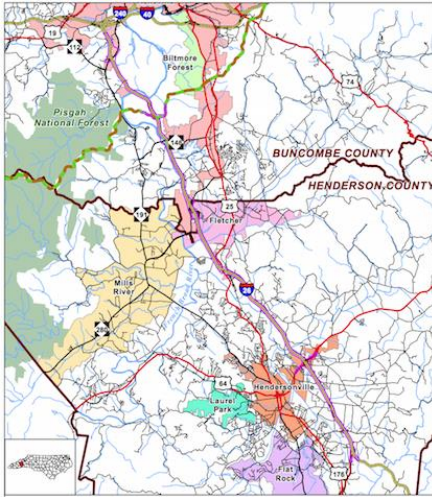 240
40
19
112
Biltmore
Forest
74
Pisgah
National Forest
146
BUNCOMBE COUNTY
HENDERSON COUNTY
191
25
Fletcher
Mills
River
26
280
64
Hendersonville
Laurel
Park
Flat
Rock
176